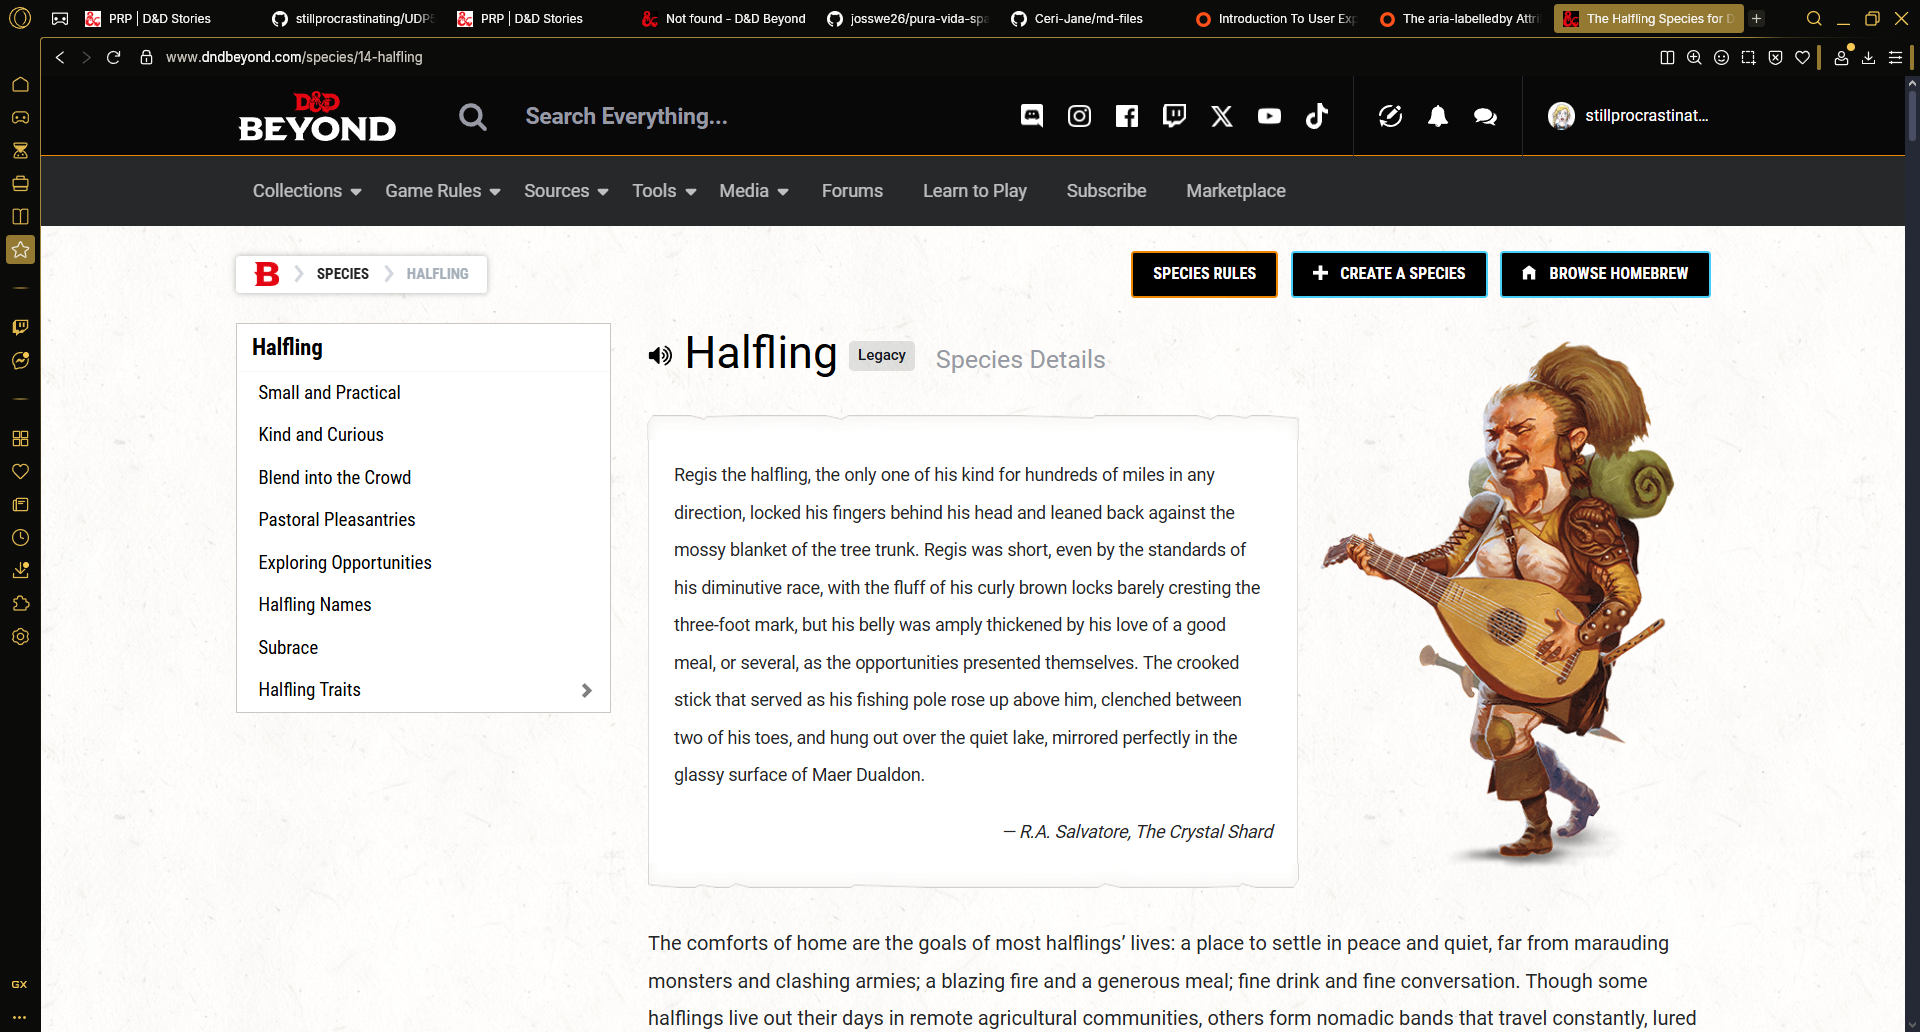 PRP | D&D Stories
stillprocrastinating/UDP
PRP | D&D Stories
Not found - D&D Beyond
josswe26/pura-vida-spa
Ceri-Jane/md-files
Introduction To User Exp
The aria-labelledby Attri
The Halfling Species for D
www.dndbeyond.com/species/14-halfling
D&D
BEYOND
Search Everything...
stillprocrastinat...
Collections
Game Rules
Sources
Tools
Media
Forums
Learn to Play
Subscribe
Marketplace
B
SPECIES
HALFLING
SPECIES RULES
CREATE A SPECIES
BROWSE HOMEBREW
Halfling
Small and Practical
Kind and Curious
Blend into the Crowd
Pastoral Pleasantries
Exploring Opportunities
Halfling Names
Subrace
Halfling Traits
Halfling
Legacy
Species Details
Regis the halfling, the only one of his kind for hundreds of miles in any
direction, locked his fingers behind his head and leaned back against the
mossy blanket of the tree trunk. Regis was short, even by the standards of
his diminutive race, with the fluff of his curly brown locks barely cresting the
three-foot mark, but his belly was amply thickened by his love of a good
meal, or several, as the opportunities presented themselves. The crooked
stick that served as his fishing pole rose up above him, clenched between
two of his toes, and hung out over the quiet lake, mirrored perfectly in the
glassy surface of Maer Dualdon.
— R.A. Salvatore, The Crystal Shard
The comforts of home are the goals of most halflings’ lives: a place to settle in peace and quiet, far from marauding
monsters and clashing armies; a blazing fire and a generous meal; fine drink and fine conversation. Though some
halflings live out their days in remote agricultural communities, others form nomadic bands that travel constantly, lured
GX